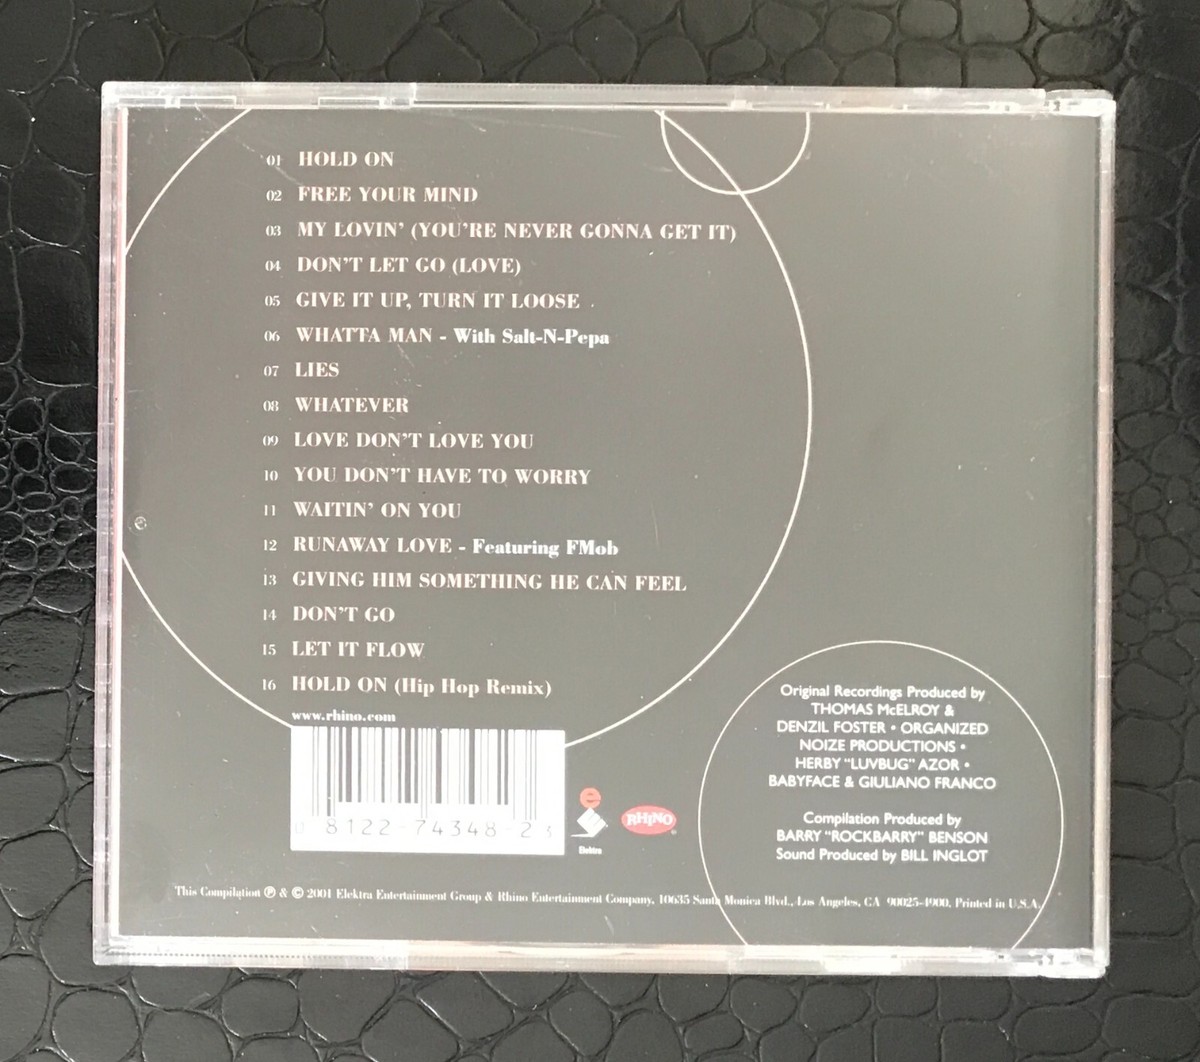 01 HOLD ON
02 FREE YOUR MIND
03 MY LOVIN' (YOU'RE NEVER GONNA GET IT)
04 DON'T LET GO (LOVE)
05 GIVE IT UP, TURN IT LOOSE
06 WHATTA MAN - With Salt-N-Pepa
07 LIES
08 WHATEVER
09 LOVE DON'T LOVE YOU
10 YOU DON'T HAVE TO WORRY
11 WAITIN' ON YOU
12 RUNAWAY LOVE - Featuring FMob
13 GIVING HIM SOMETHING HE CAN FEEL
14 DON'T GO
15 LET IT FLOW
16 HOLD ON (Hip Hop Remix)
www.rhino.com
0 8122-74348-2 3
e
Elektra
RHINO®
Original Recordings Produced by
THOMAS McELROY &
DENZIL FOSTER • ORGANIZED
NOIZE PRODUCTIONS •
HERBY "LUVBUG" AZOR •
BABYFACE & GIULIANO FRANCO
Compilation Produced by
BARRY "ROCKBARRY" BENSON
Sound Produced by BILL INGLOT
This Compilation ℗ & © 2001 Elektra Entertainment Group & Rhino Entertainment Company, 10635 Santa Monica Blvd., Los Angeles, CA 90025-4900. Printed in U.S.A.